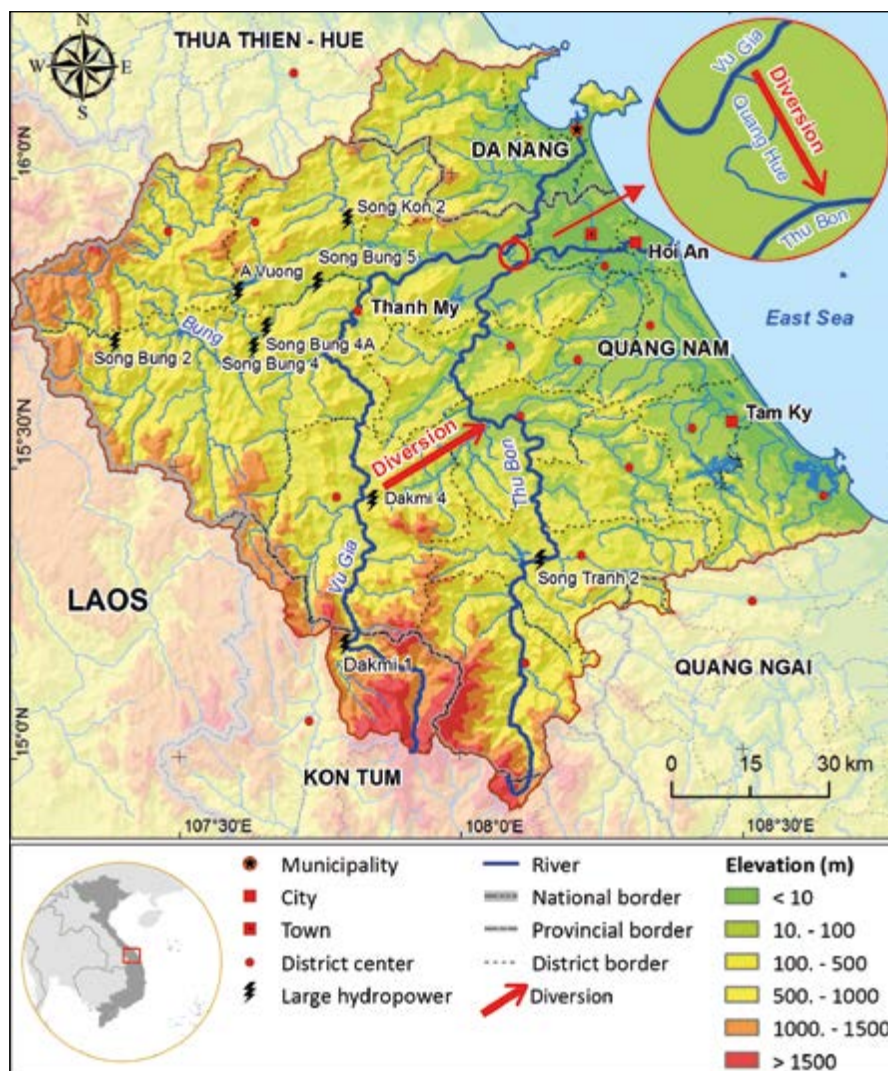 THUA THIEN - HUE
N
W
E
S
Vu Gia
Diversion
Quang Hue
Thu Bon
16°0'N
DA NANG
Song Kon 2
Song Bung 5
A Vuong
Hoi An
Thanh My
Bung
Song Bung 4A
Song Bung 2
Song Bung 4
East Sea
QUANG NAM
15°30'N
Tam Ky
Diversion
Thu Bon
Dakmi 4
Vu Gia
Song Tranh 2
LAOS
Dakmi 1
QUANG NGAI
15°0'N
KON TUM
0 15 30 km
107°30'E
108°0'E
108°30'E
Municipality
City
Town
District center
Large hydropower
River
National border
Provincial border
District border
Diversion
Elevation (m)
< 10
10. - 100
100. - 500
500. - 1000
1000. - 1500
> 1500